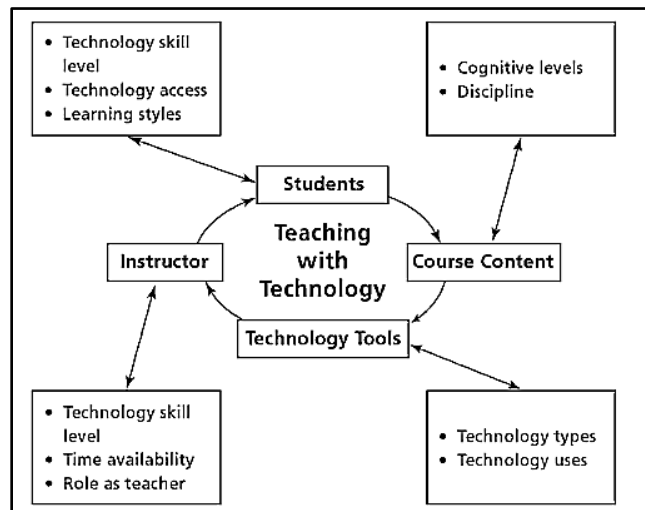 • Technology skill
level
• Technology access
• Learning styles
• Cognitive levels
• Discipline
Students
Teaching
with
Technology
Instructor
Course Content
Technology Tools
• Technology skill
level
• Time availability
• Role as teacher
• Technology types
• Technology uses